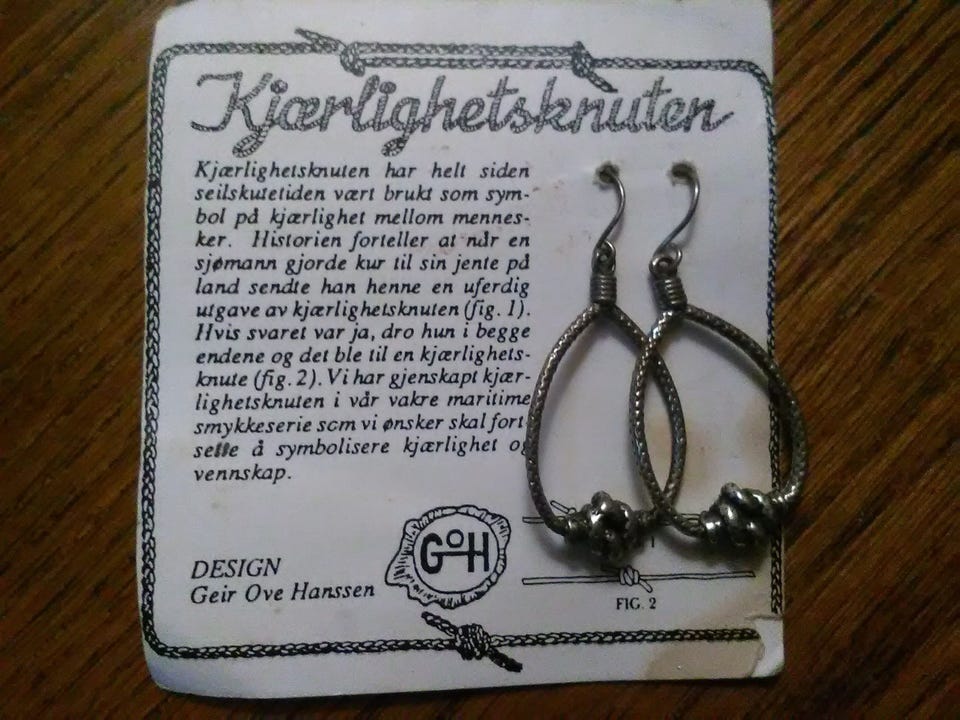 Kjærlighetsknuten
Kjærlighetsknuten har helt siden
seilskutetiden vært brukt som sym-
bol på kjærlighet mellom mennes-
ker. Historien forteller at når en
sjømann gjorde kur til sin jente på
land sendte han henne en uferdig
utgave av kjærlighetsknuten (fig. 1).
Hvis svaret var ja, dro hun i begge
endene og det ble til en kjærlighets-
knute (fig. 2). Vi har gjenskapt kjær-
lighetsknuten i vår vakre maritime
smykkeserie som vi ønsker skal fort-
sette å symbolisere kjærlighet og
vennskap.
DESIGN
Geir Ove Hanssen
GoH
FIG. 2